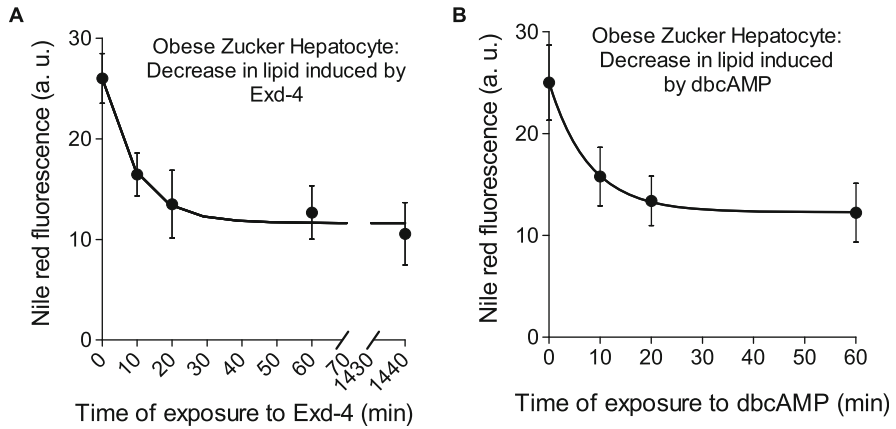 A
Obese Zucker Hepatocyte:
Decrease in lipid induced by
Exd-4
Nile red fluorescence (a. u.)
30
20
10
0
0 10 20 30 40 50 60 70 1430 1440
Time of exposure to Exd-4 (min)
B
Obese Zucker Hepatocyte:
Decrease in lipid induced
by dbcAMP
Nile red fluorescence (a. u.)
30
20
10
0
0 10 20 30 40 50 60
Time of exposure to dbcAMP (min)